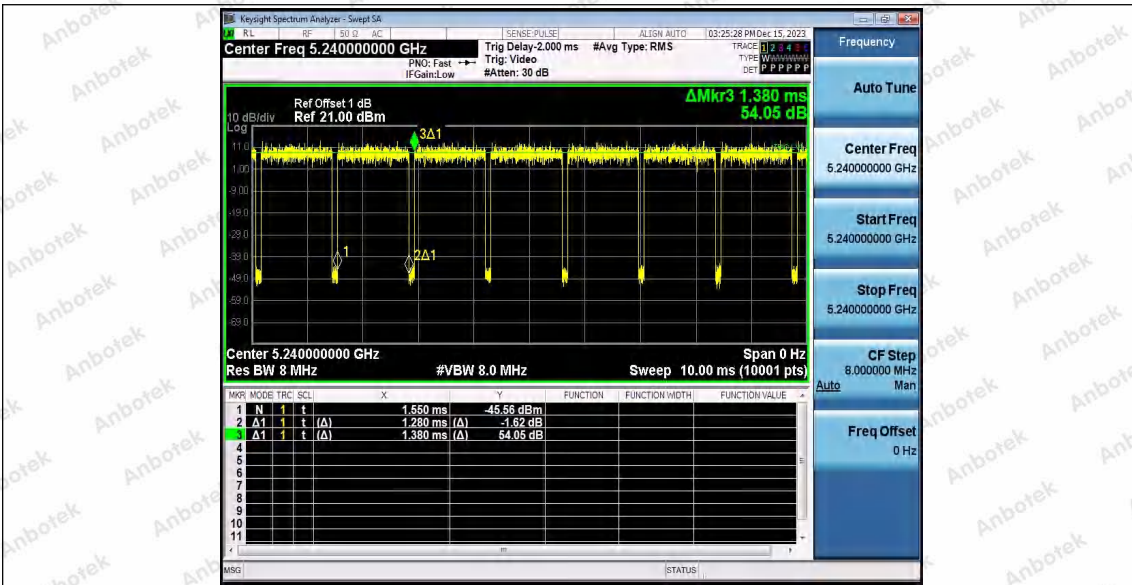 Keysight Spectrum Analyzer - Swept SA
RL RF 50 Ω AC SENSE:PULSE ALIGN AUTO 03:25:28 PM Dec 15, 2023
Center Freq 5.240000000 GHz
PNO: Fast
IFGain:Low
Trig Delay-2.000 ms
Trig: Video
#Atten: 30 dB
#Avg Type: RMS
TRACE 1 2 3 4 5 6
TYPE W
DET P P P P P P
Ref Offset 1 dB
Ref 21.00 dBm
ΔMkr3 1.380 ms
54.05 dB
10 dB/div
Log
11.0
1.00
-9.00
-19.0
-29.0
-39.0
-49.0
-59.0
-69.0
3Δ1
1
2Δ1
Center 5.240000000 GHz
Span 0 Hz
Res BW 8 MHz
#VBW 8.0 MHz
Sweep 10.00 ms (10001 pts)
MKR MODE TRC SCL X Y FUNCTION FUNCTION WIDTH FUNCTION VALUE
1 N 1 t 1.550 ms -45.56 dBm
2 Δ1 1 t (Δ) 1.280 ms (Δ) -1.62 dB
3 Δ1 1 t (Δ) 1.380 ms (Δ) 54.05 dB
4
5
6
7
8
9
10
11
MSG
STATUS
Frequency
Auto Tune
Center Freq
5.240000000 GHz
Start Freq
5.240000000 GHz
Stop Freq
5.240000000 GHz
CF Step
8.000000 MHz
Auto Man
Freq Offset
0 Hz
Anbotek